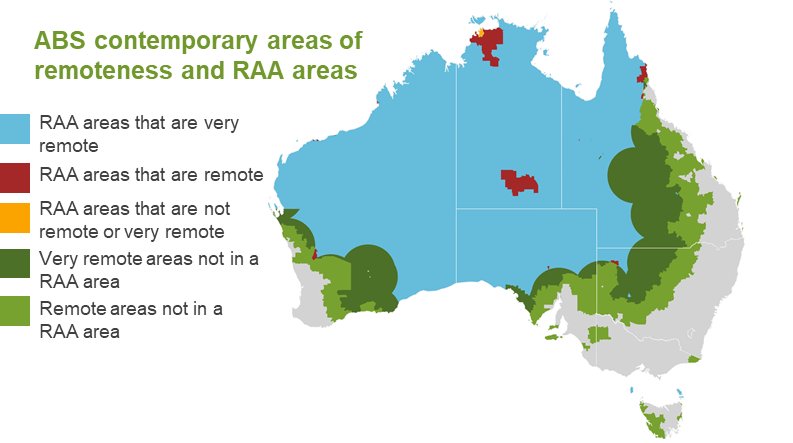 ABS contemporary areas of
remoteness and RAA areas
RAA areas that are very
remote
RAA areas that are remote
RAA areas that are not
remote or very remote
Very remote areas not in a
RAA area
Remote areas not in a
RAA area